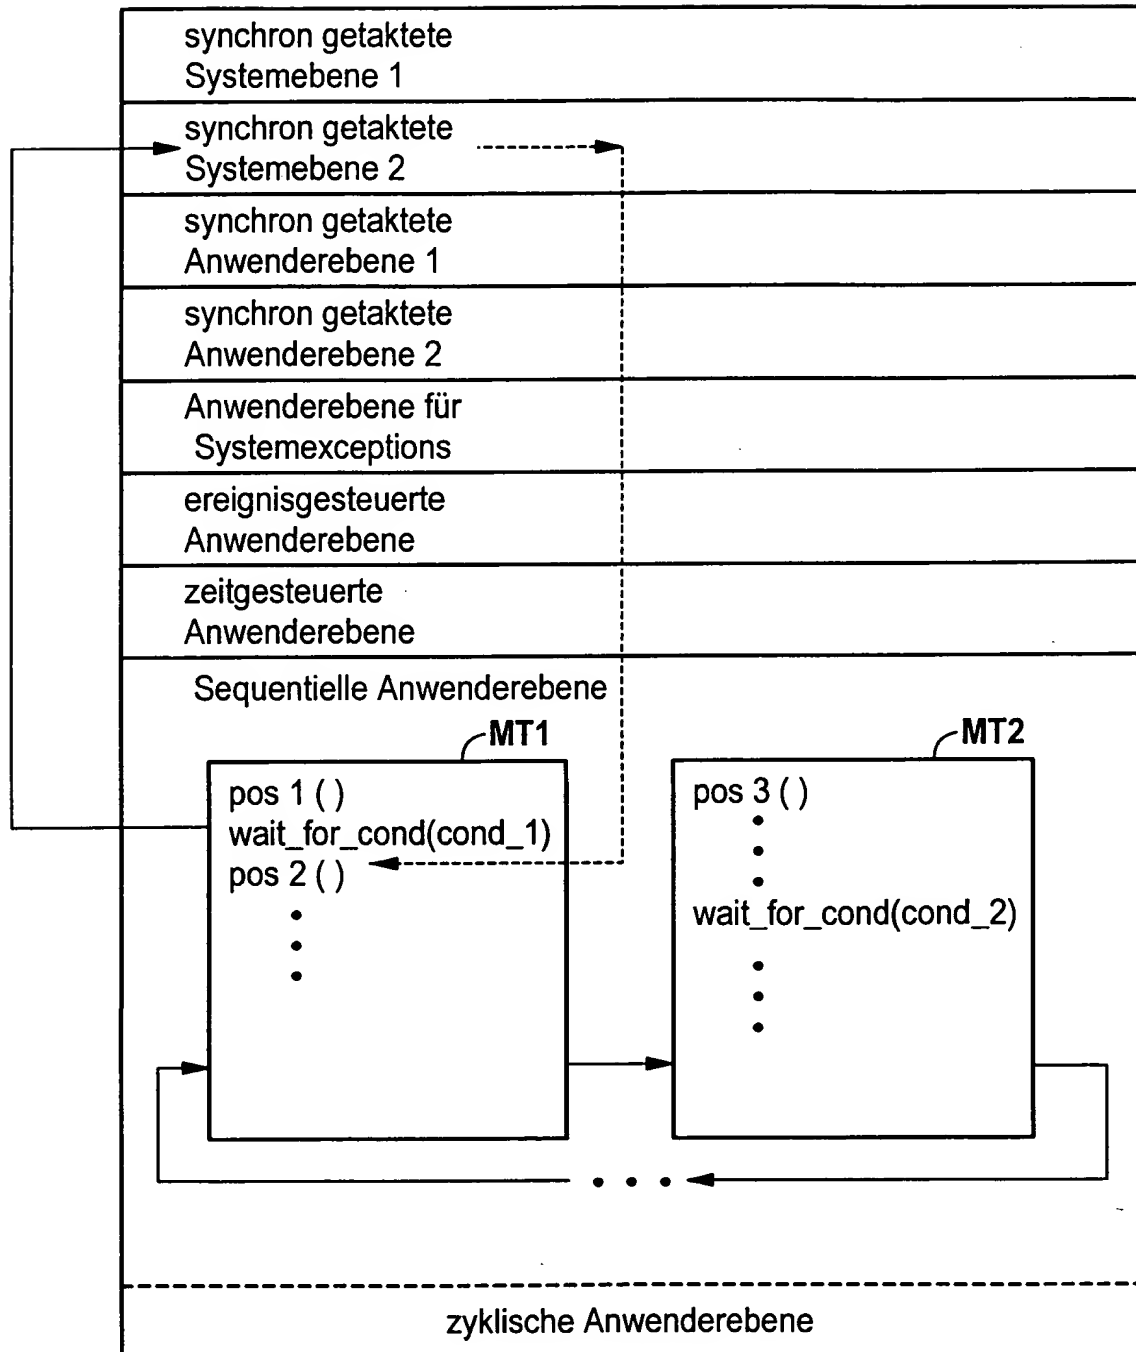 synchron getaktete
Systemebene 1
synchron getaktete
Systemebene 2
synchron getaktete
Anwenderebene 1
synchron getaktete
Anwenderebene 2
Anwenderebene für
Systemexceptions
ereignisgesteuerte
Anwenderebene
zeitgesteuerte
Anwenderebene
Sequentielle Anwenderebene
MT1
pos 1 ( )
wait_for_cond(cond_1)
pos 2 ( )
MT2
pos 3 ( )
wait_for_cond(cond_2)
zyklische Anwenderebene